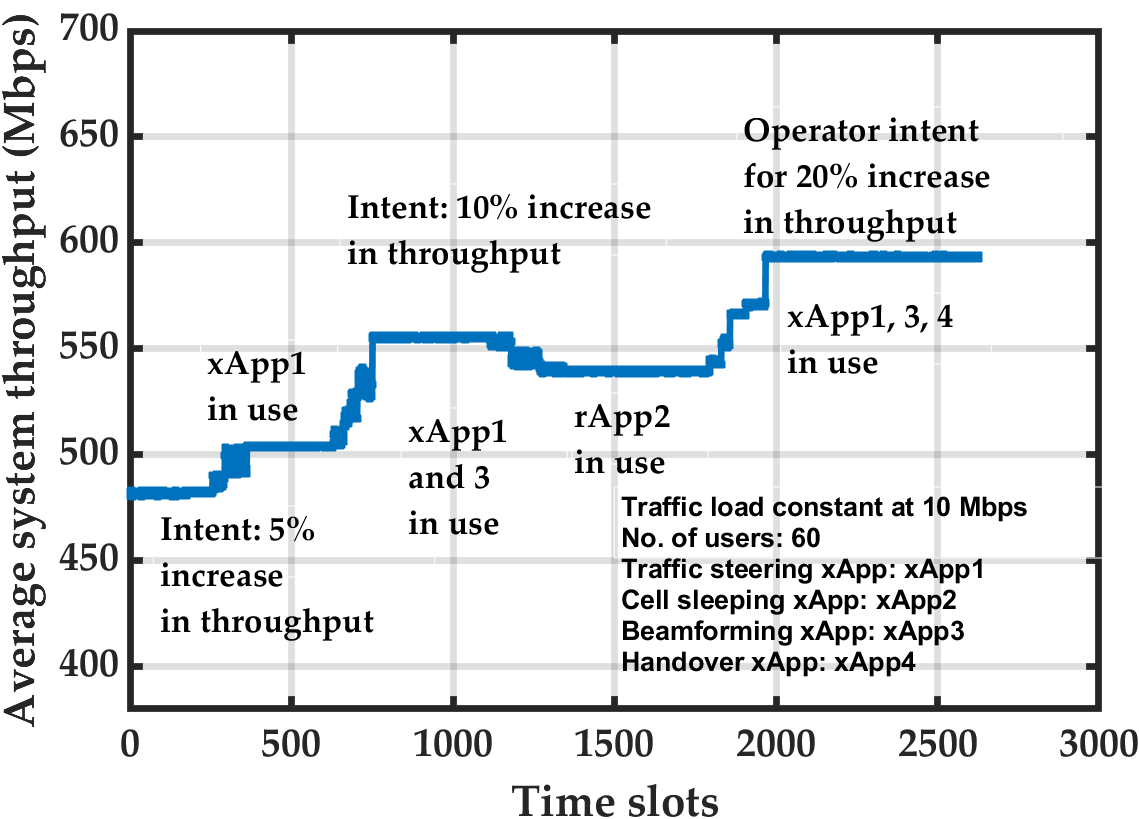 Average system throughput (Mbps)
700
650
600
550
500
450
400
0
500
1000
1500
2000
2500
3000
Time slots
Intent: 5%
increase
in throughput
xApp1
in use
Intent: 10% increase
in throughput
xApp1
and 3
in use
rApp2
in use
Operator intent
for 20% increase
in throughput
xApp1, 3, 4
in use
Traffic load constant at 10 Mbps
No. of users: 60
Traffic steering xApp: xApp1
Cell sleeping xApp: xApp2
Beamforming xApp: xApp3
Handover xApp: xApp4